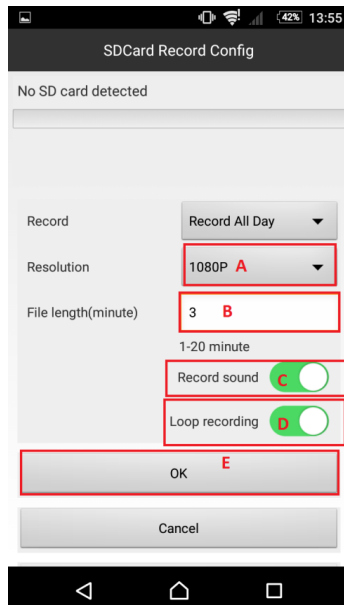 42% 13:55
SDCard Record Config
No SD card detected
Record Record All Day
Resolution 1080P A
File length(minute) 3 B
1-20 minute
Record sound C
Loop recording D
E
OK
Cancel